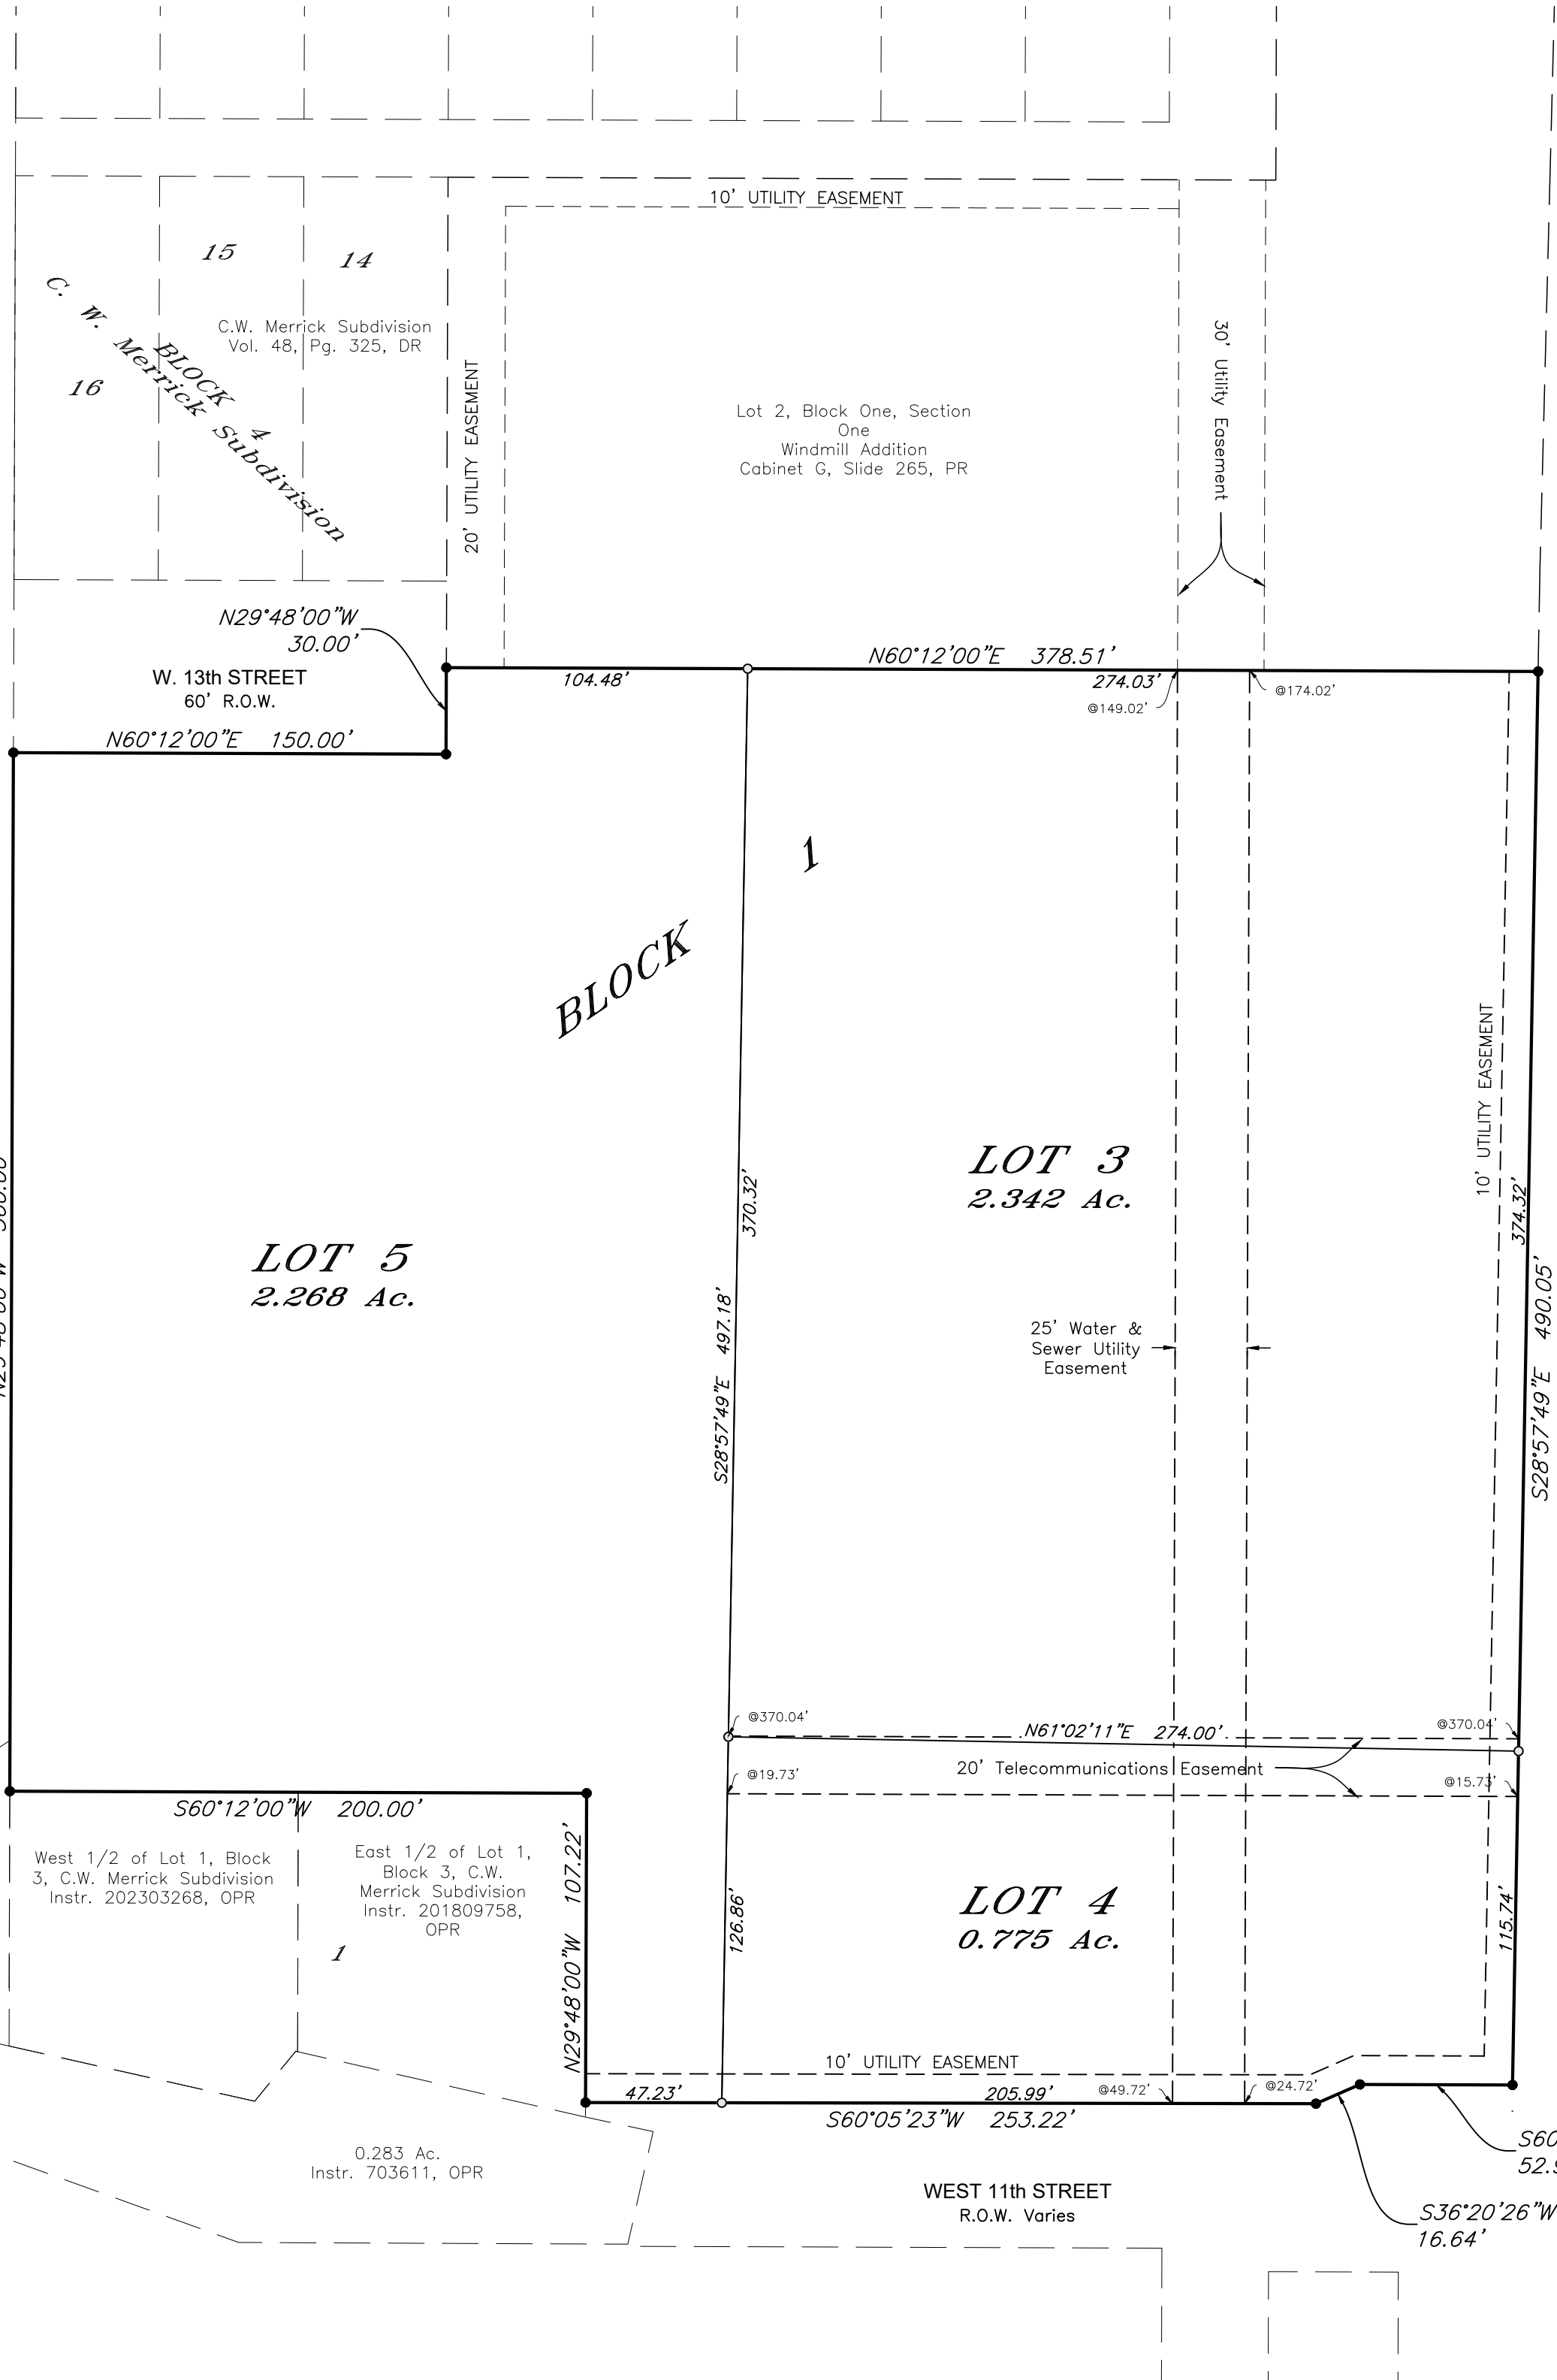 10' UTILITY EASEMENT
15
14
16
C. W. Merrick Subdivision
BLOCK 4
C.W. Merrick Subdivision
Vol. 48, Pg. 325, DR
20' UTILITY EASEMENT
Lot 2, Block One, Section
One
Windmill Addition
Cabinet G, Slide 265, PR
30' Utility Easement
N29°48'00"W
30.00'
W. 13th STREET
60' R.O.W.
N60°12'00"E 150.00'
N60°12'00"E 378.51'
104.48'
274.03'
@149.02'
@174.02'
BLOCK 1
LOT 3
2.342 Ac.
LOT 5
2.268 Ac.
370.32'
S28°57'49"E 497.18'
25' Water &
Sewer Utility
Easement
10' UTILITY EASEMENT
374.32'
S28°57'49"E 490.05'
@370.04'
N61°02'11"E 274.00'
@370.04'
@19.73'
20' Telecommunications Easement
@15.73'
S60°12'00"W 200.00'
West 1/2 of Lot 1, Block
3, C.W. Merrick Subdivision
Instr. 202303268, OPR
East 1/2 of Lot 1,
Block 3, C.W.
Merrick Subdivision
Instr. 201809758,
OPR
1
N29°48'00"W 107.22'
126.86'
LOT 4
0.775 Ac.
115.74'
10' UTILITY EASEMENT
47.23'
205.99'
@49.72'
@24.72'
S60°05'23"W 253.22'
0.283 Ac.
Instr. 703611, OPR
WEST 11th STREET
R.O.W. Varies
S60
52.9
S36°20'26"W
16.64'